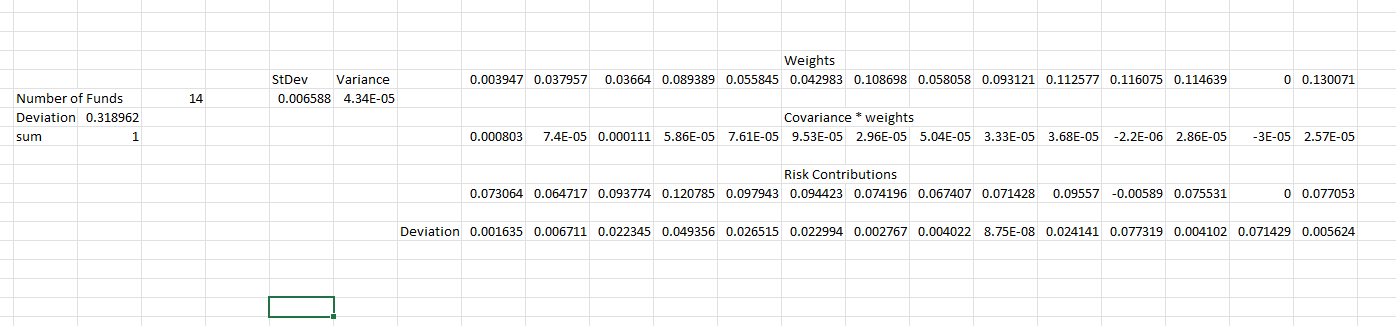 Weights
StDev Variance 0.003947 0.037957 0.03664 0.089389 0.055845 0.042983 0.108698 0.058058 0.093121 0.112577 0.116075 0.114639 0 0.130071
Number of Funds 14 0.006588 4.34E-05
Deviation 0.318962 Covariance * weights
sum 1 0.000803 7.4E-05 0.000111 5.86E-05 7.61E-05 9.53E-05 2.96E-05 5.04E-05 3.33E-05 3.68E-05 -2.2E-06 2.86E-05 -3E-05 2.57E-05
Risk Contributions
0.073064 0.064717 0.093774 0.120785 0.097943 0.094423 0.074196 0.067407 0.071428 0.09557 -0.00589 0.075531 0 0.077053
Deviation 0.001635 0.006711 0.022345 0.049356 0.026515 0.022994 0.002767 0.004022 8.75E-08 0.024141 0.077319 0.004102 0.071429 0.005624